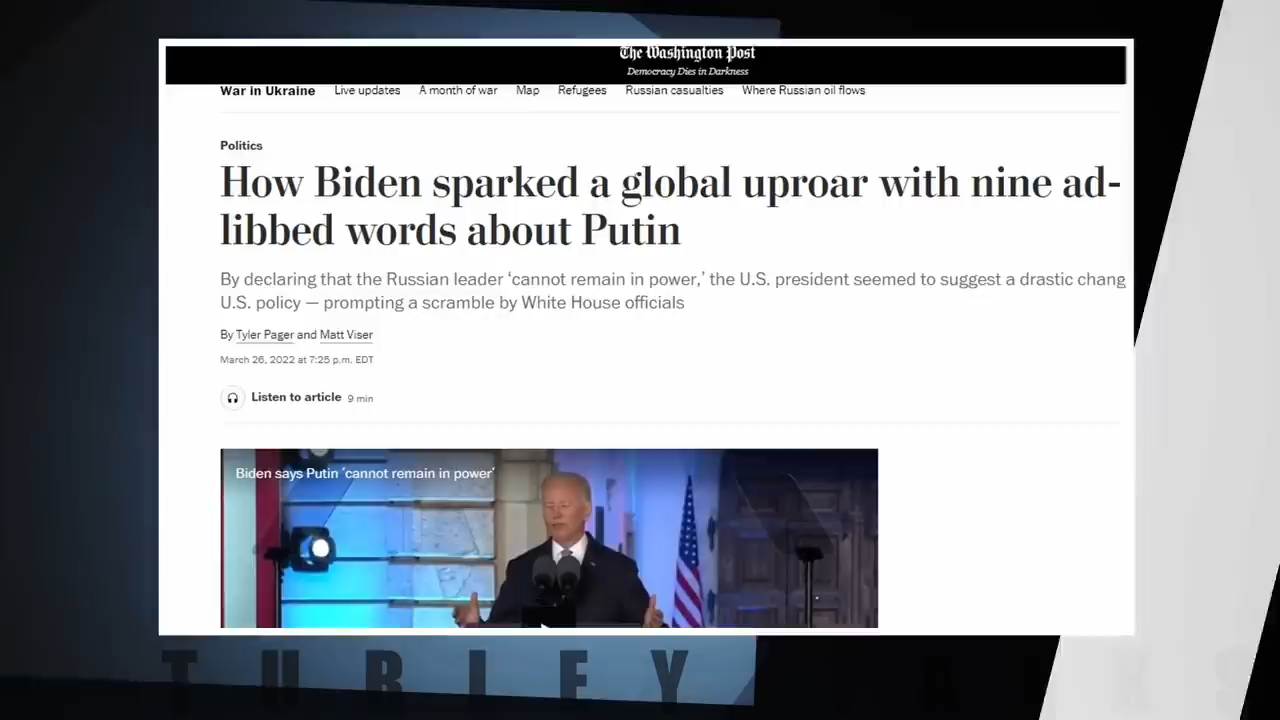 The Washington Post
Democracy Dies in Darkness
War in Ukraine Live updates A month of war Map Refugees Russian casualties Where Russian oil flows
Politics
How Biden sparked a global uproar with nine ad-
libbed words about Putin
By declaring that the Russian leader ‘cannot remain in power,’ the U.S. president seemed to suggest a drastic chang
U.S. policy — prompting a scramble by White House officials
By Tyler Pager and Matt Viser
March 26, 2022 at 7:25 p.m. EDT
Listen to article 9 min
Biden says Putin ‘cannot remain in power’
TURLEY TALKS